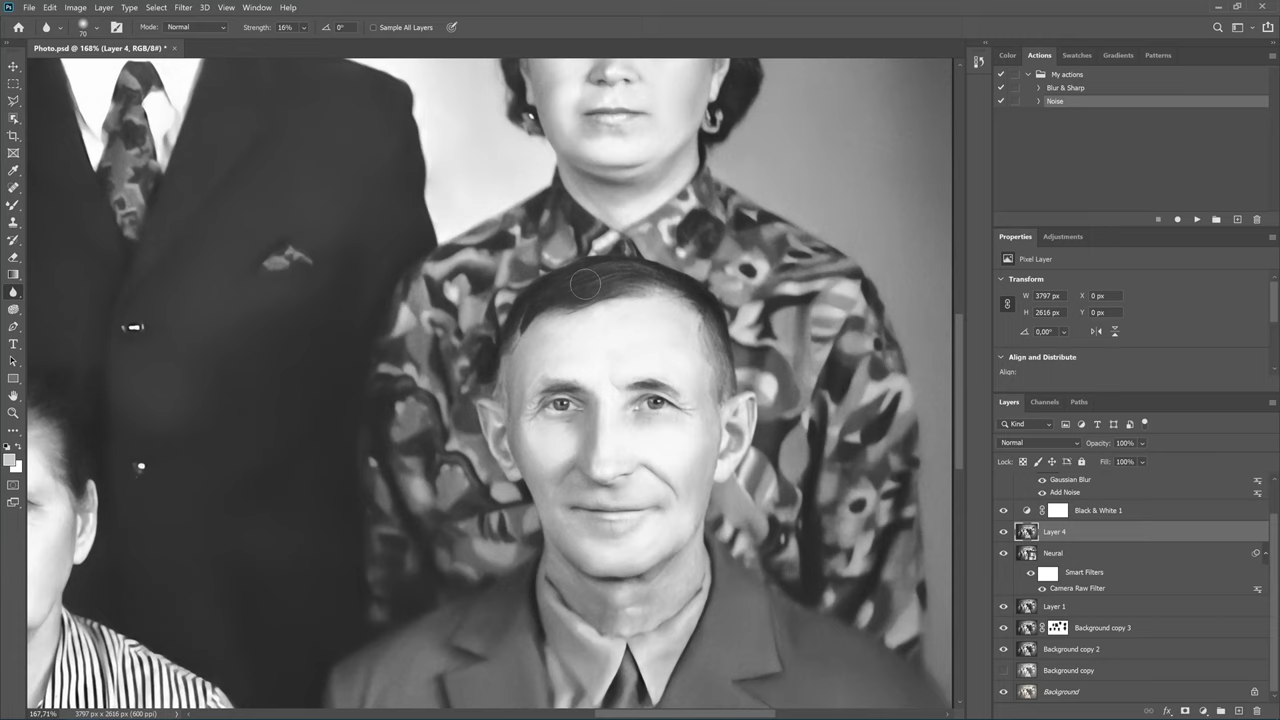 Ps File Edit Image Layer Type Select Filter 3D View Window Help
70 Mode: Normal Strength: 16% 0° Sample All Layers
Photo.psd @ 168% (Layer 4, RGB/8#) *
Color Actions Swatches Gradients Patterns
My actions
Blur & Sharp
Noise
Properties Adjustments
Pixel Layer
Transform
W 3797 px X 0 px
H 2616 px Y 0 px
0,00°
Align and Distribute
Align:
Layers Channels Paths
Kind
Normal Opacity: 100%
Lock: Fill: 100%
Gaussian Blur
Add Noise
Black & White 1
Layer 4
Neural
Smart Filters
Camera Raw Filter
Layer 1
Background copy 3
Background copy 2
Background copy
Background
167,71% 3797 px x 2616 px (600 ppi)